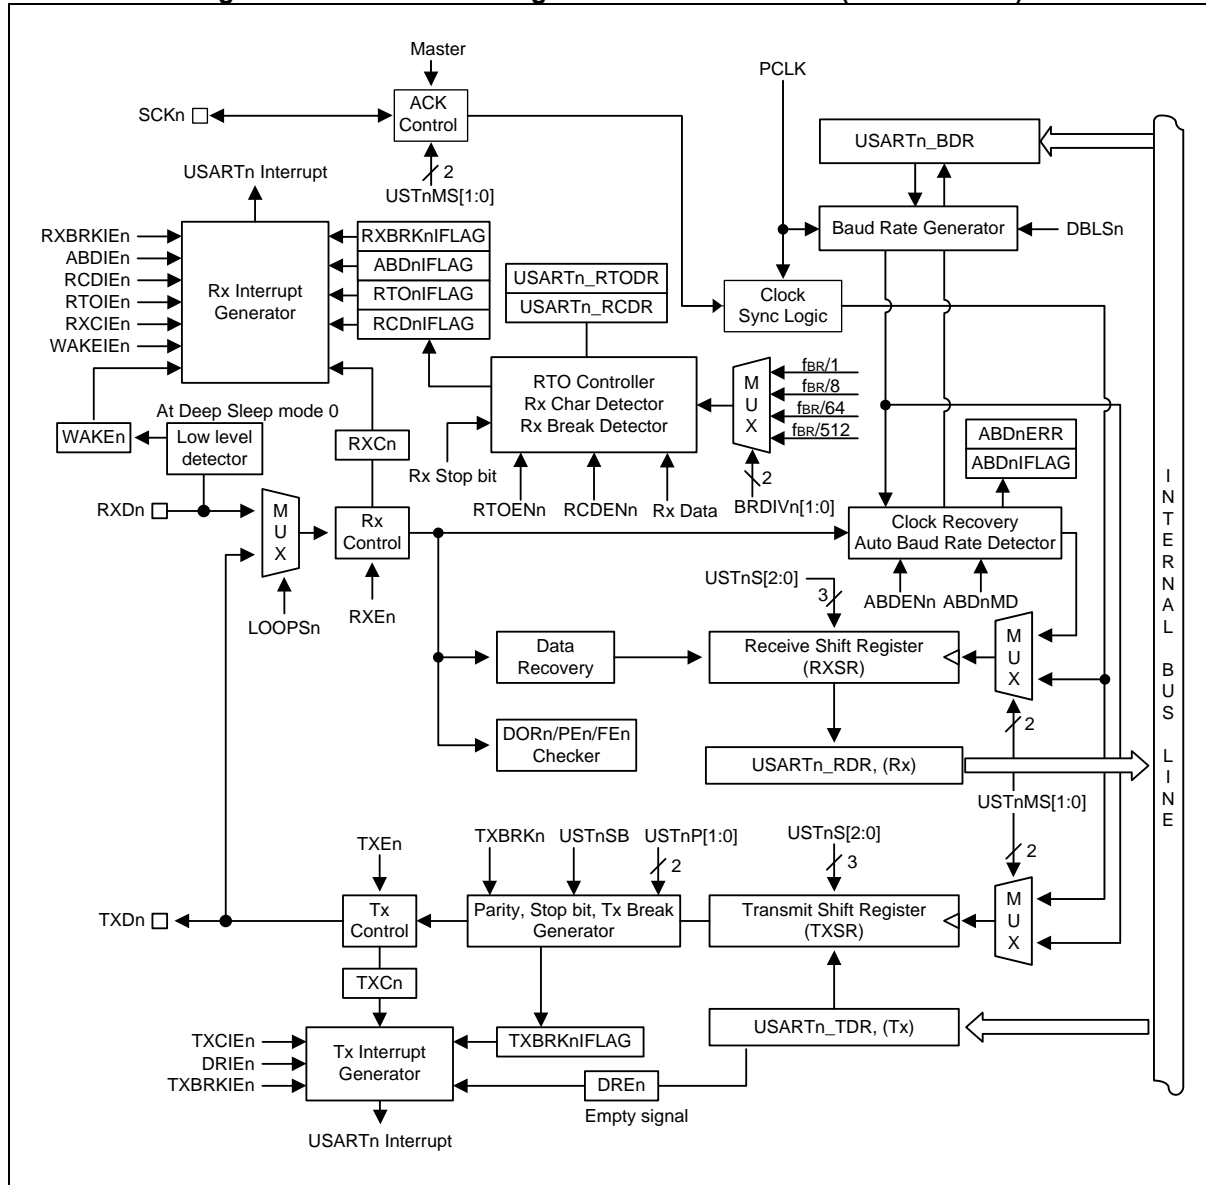 Master
PCLK
SCKn
ACK
Control
USARTn_BDR
2
USTnMS[1:0]
USARTn Interrupt
Baud Rate Generator
DBLSn
RXBRKIEn
ABDIEn
RCDIEn
RTOIEn
RXCIEn
WAKEIEn
Rx Interrupt
Generator
RXBRKnIFLAG
ABDnIFLAG
RTOnIFLAG
RCDnIFLAG
USARTn_RTODR
USARTn_RCDR
Clock
Sync Logic
RTO Controller
Rx Char Detector
Rx Break Detector
MUX
fBR/1
fBR/8
fBR/64
fBR/512
At Deep Sleep mode 0
WAKEn
Low level
detector
RXCn
Rx Stop bit
2
RTOENn
RCDENn
Rx Data
BRDIVn[1:0]
ABDnERR
ABDnIFLAG
RXDn
MUX
Rx
Control
Clock Recovery
Auto Baud Rate Detector
LOOPSn
RXEn
USTnS[2:0]
3
ABDENn
ABDnMD
INTERNAL BUS LINE
Data
Recovery
Receive Shift Register
(RXSR)
MUX
2
DORn/PEn/FEn
Checker
USARTn_RDR, (Rx)
USTnMS[1:0]
TXEn
TXBRKn
USTnSB
USTnP[1:0]
2
USTnS[2:0]
3
2
TXDn
Tx
Control
Parity, Stop bit, Tx Break
Generator
Transmit Shift Register
(TXSR)
MUX
TXCn
TXCIEn
DRIEn
TXBRKIEn
Tx Interrupt
Generator
TXBRKnIFLAG
USARTn_TDR, (Tx)
DREn
Empty signal
USARTn Interrupt